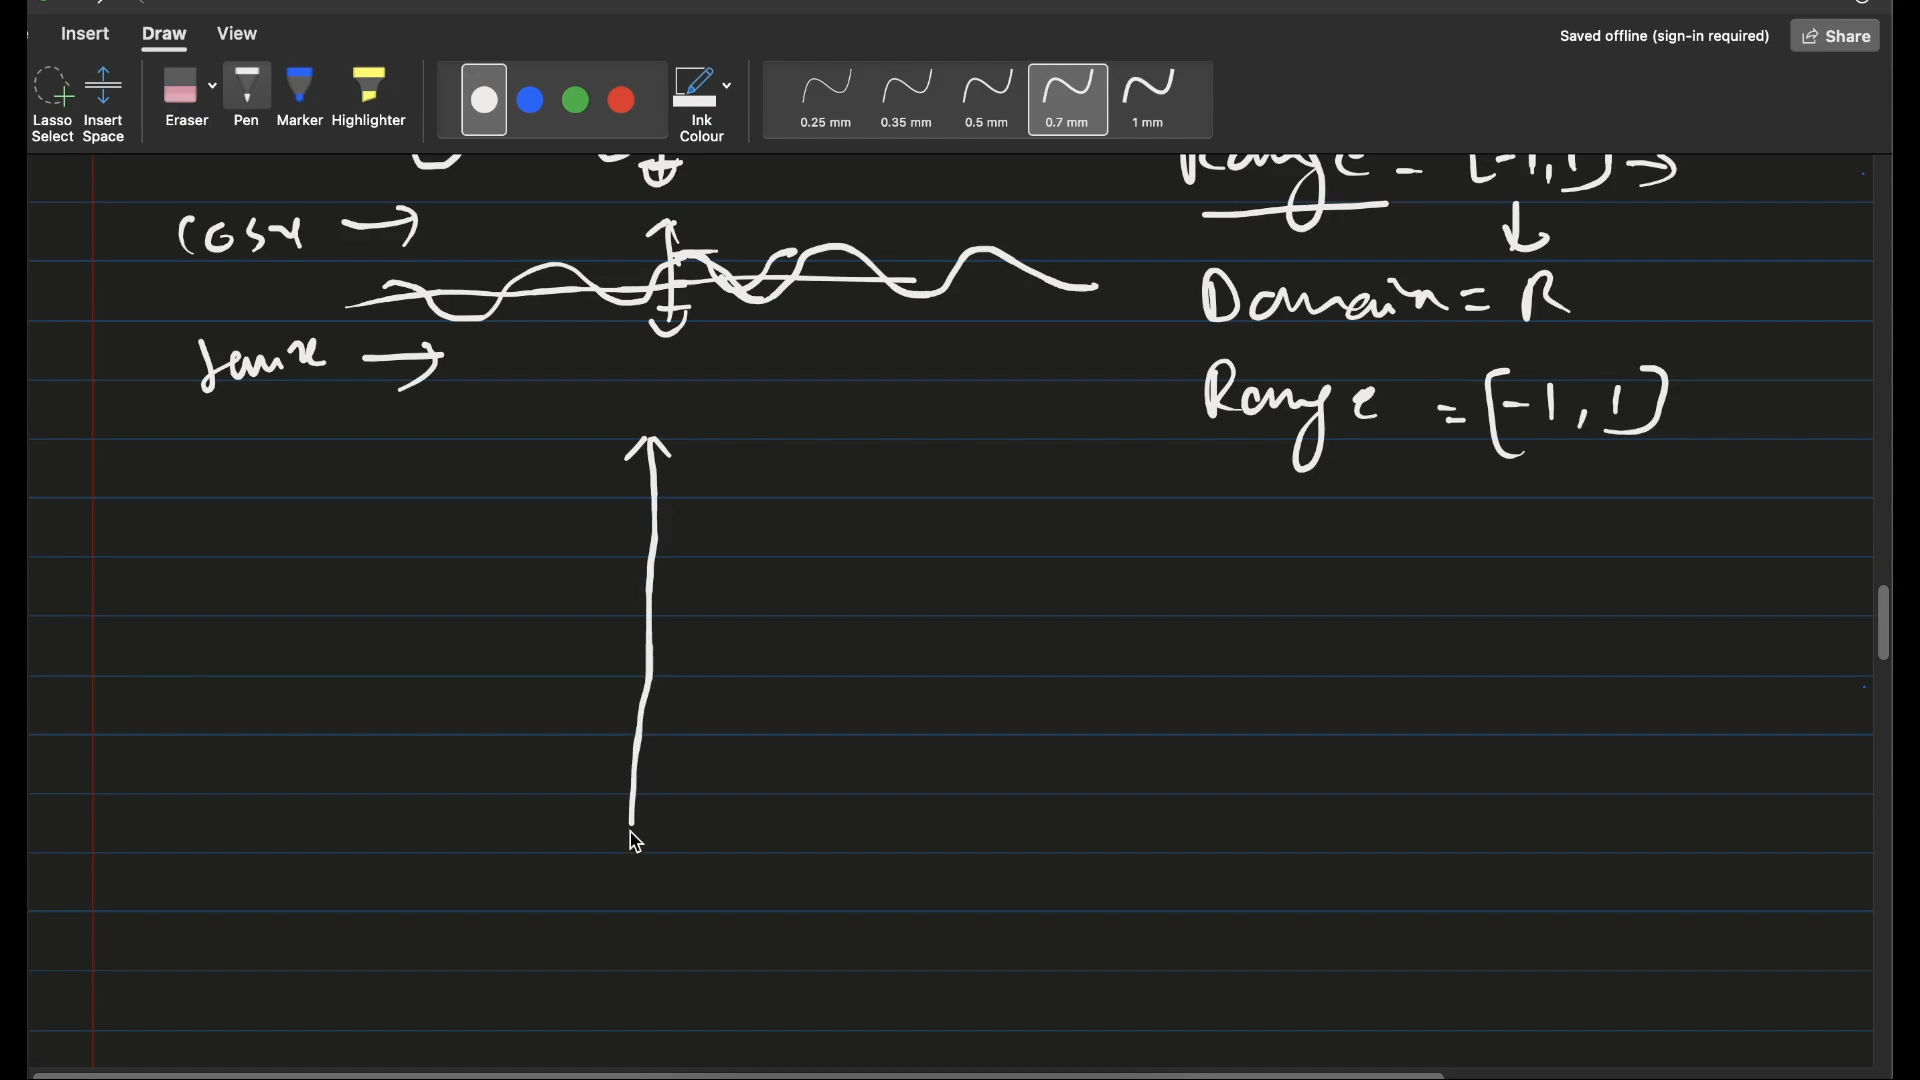 Insert Draw View
Saved offline (sign-in required) Share
Lasso Select
Insert Space
Eraser
Pen
Marker
Highlighter
Ink Colour
0.25 mm
0.35 mm
0.5 mm
0.7 mm
1 mm
Range = [-1, 1] →
cosx →
Domain = R
tanx →
Range = [-1, 1]